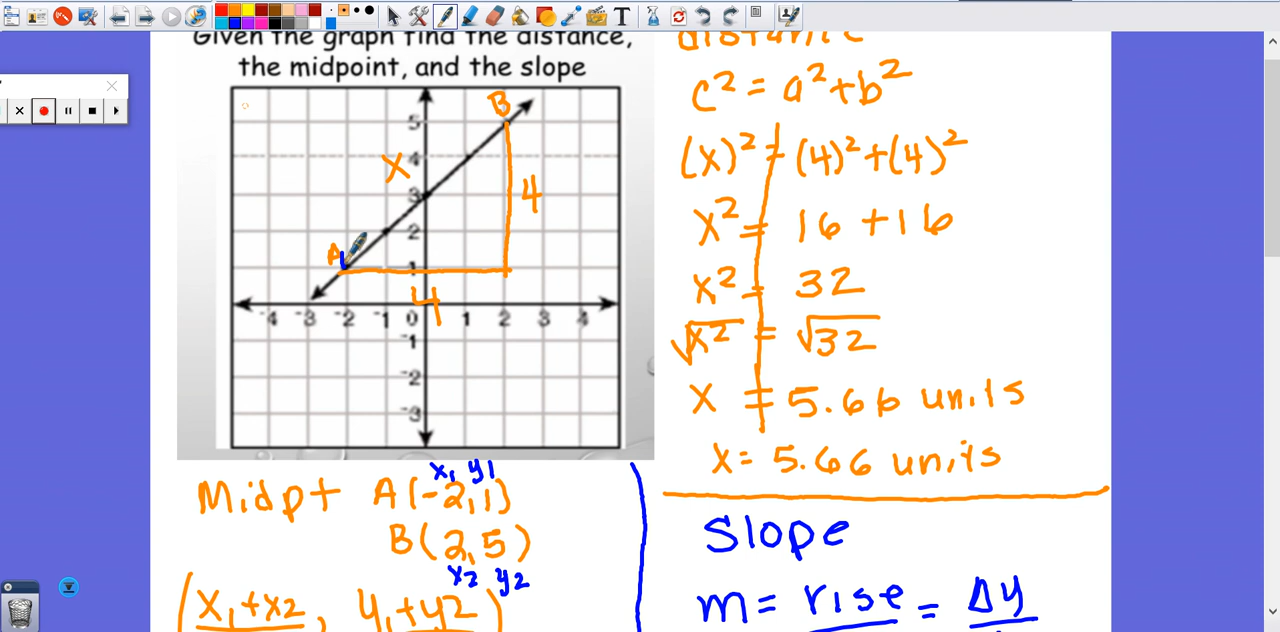 Given the graph find the distance,
the midpoint, and the slope
B
5
4
X
3
4
2
A
1
4
-4 -3 -2 -1 0 1 2 3 4
-1
-2
-3
distance
c² = a² + b²
(x)² = (4)² + (4)²
x² = 16 + 16
x² = 32
√x² = √32
x = 5.66 units
x = 5.66 units
x₁ y₁
Midpt A(-2, 1)
B(2, 5)
x₂ y₂
(x₁+x₂, y₁+y₂)
Slope
m = rise = Δy